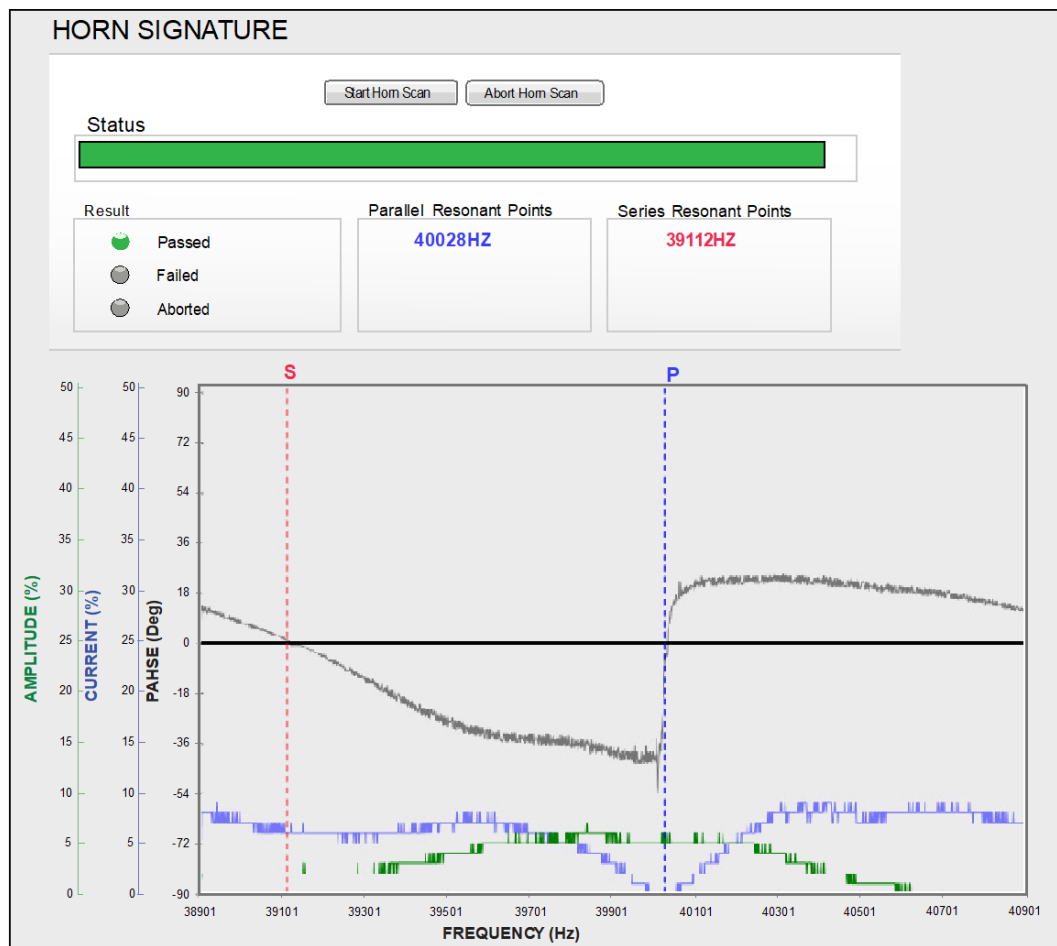 HORN SIGNATURE
Start Horn Scan Abort Horn Scan
Status
Result Parallel Resonant Points Series Resonant Points
Passed 40028HZ 39112HZ
Failed
Aborted
S P
50 50 90
45 45 72
40 40 54
35 35 36
30 30 18
25 25 0
20 20 -18
15 15 -36
10 10 -54
5 5 -72
0 0 -90
AMPLITUDE (%) CURRENT (%) PAHSE (Deg)
38901 39101 39301 39501 39701 39901 40101 40301 40501 40701 40901
FREQUENCY (Hz)